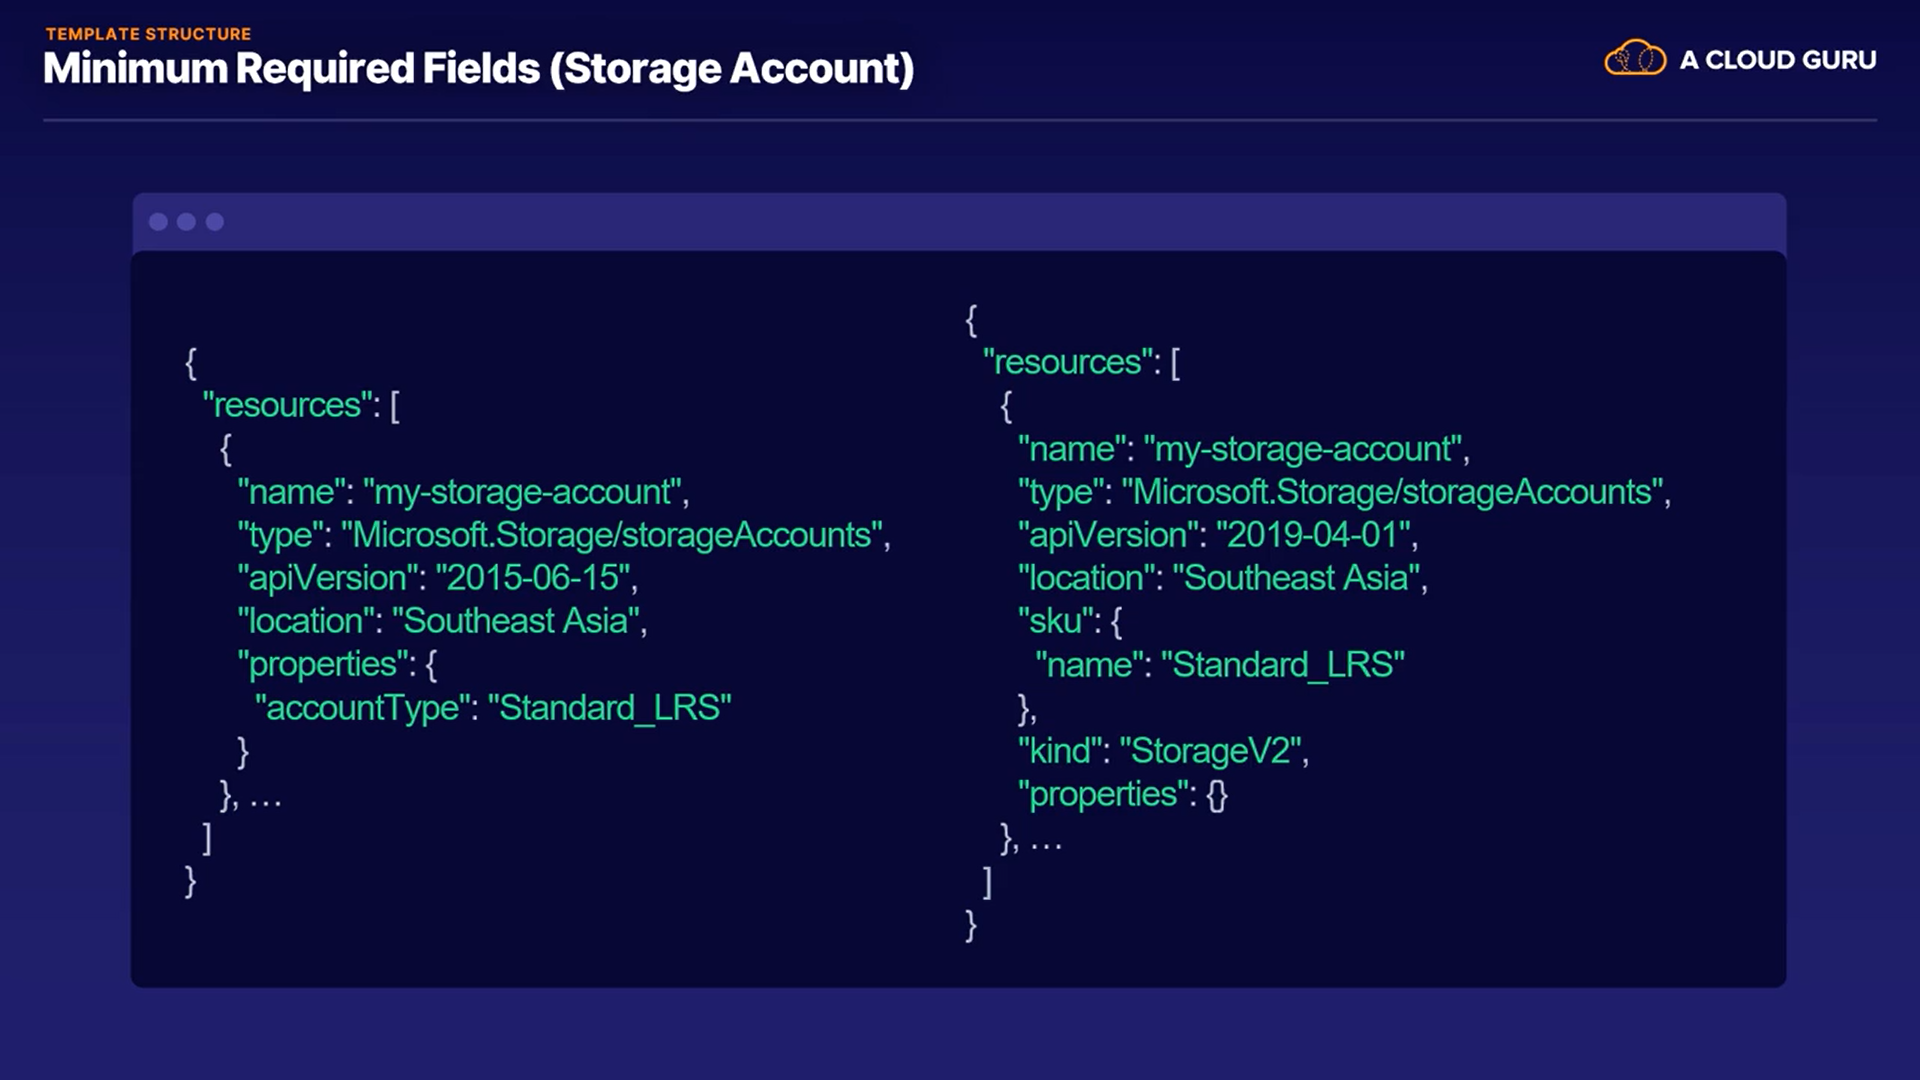 TEMPLATE STRUCTURE
Minimum Required Fields (Storage Account)
A CLOUD GURU
{
"resources": [
{
"name": "my-storage-account",
"type": "Microsoft.Storage/storageAccounts",
"apiVersion": "2015-06-15",
"location": "Southeast Asia",
"properties": {
"accountType": "Standard_LRS"
}
}, ...
]
}
{
"resources": [
{
"name": "my-storage-account",
"type": "Microsoft.Storage/storageAccounts",
"apiVersion": "2019-04-01",
"location": "Southeast Asia",
"sku": {
"name": "Standard_LRS"
},
"kind": "StorageV2",
"properties": {}
}, ...
]
}